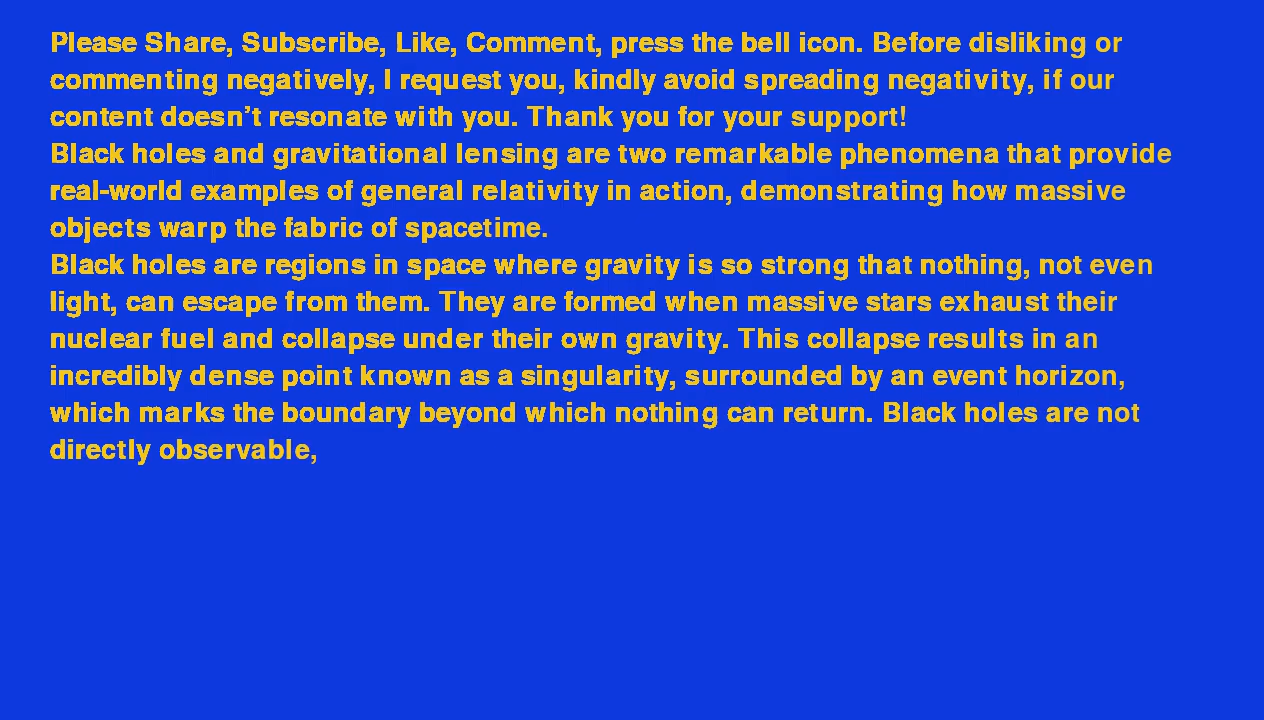 Please Share, Subscribe, Like, Comment, press the bell icon. Before disliking or
commenting negatively, I request you, kindly avoid spreading negativity, if our
content doesn’t resonate with you. Thank you for your support!
Black holes and gravitational lensing are two remarkable phenomena that provide
real-world examples of general relativity in action, demonstrating how massive
objects warp the fabric of spacetime.
Black holes are regions in space where gravity is so strong that nothing, not even
light, can escape from them. They are formed when massive stars exhaust their
nuclear fuel and collapse under their own gravity. This collapse results in an
incredibly dense point known as a singularity, surrounded by an event horizon,
which marks the boundary beyond which nothing can return. Black holes are not
directly observable,